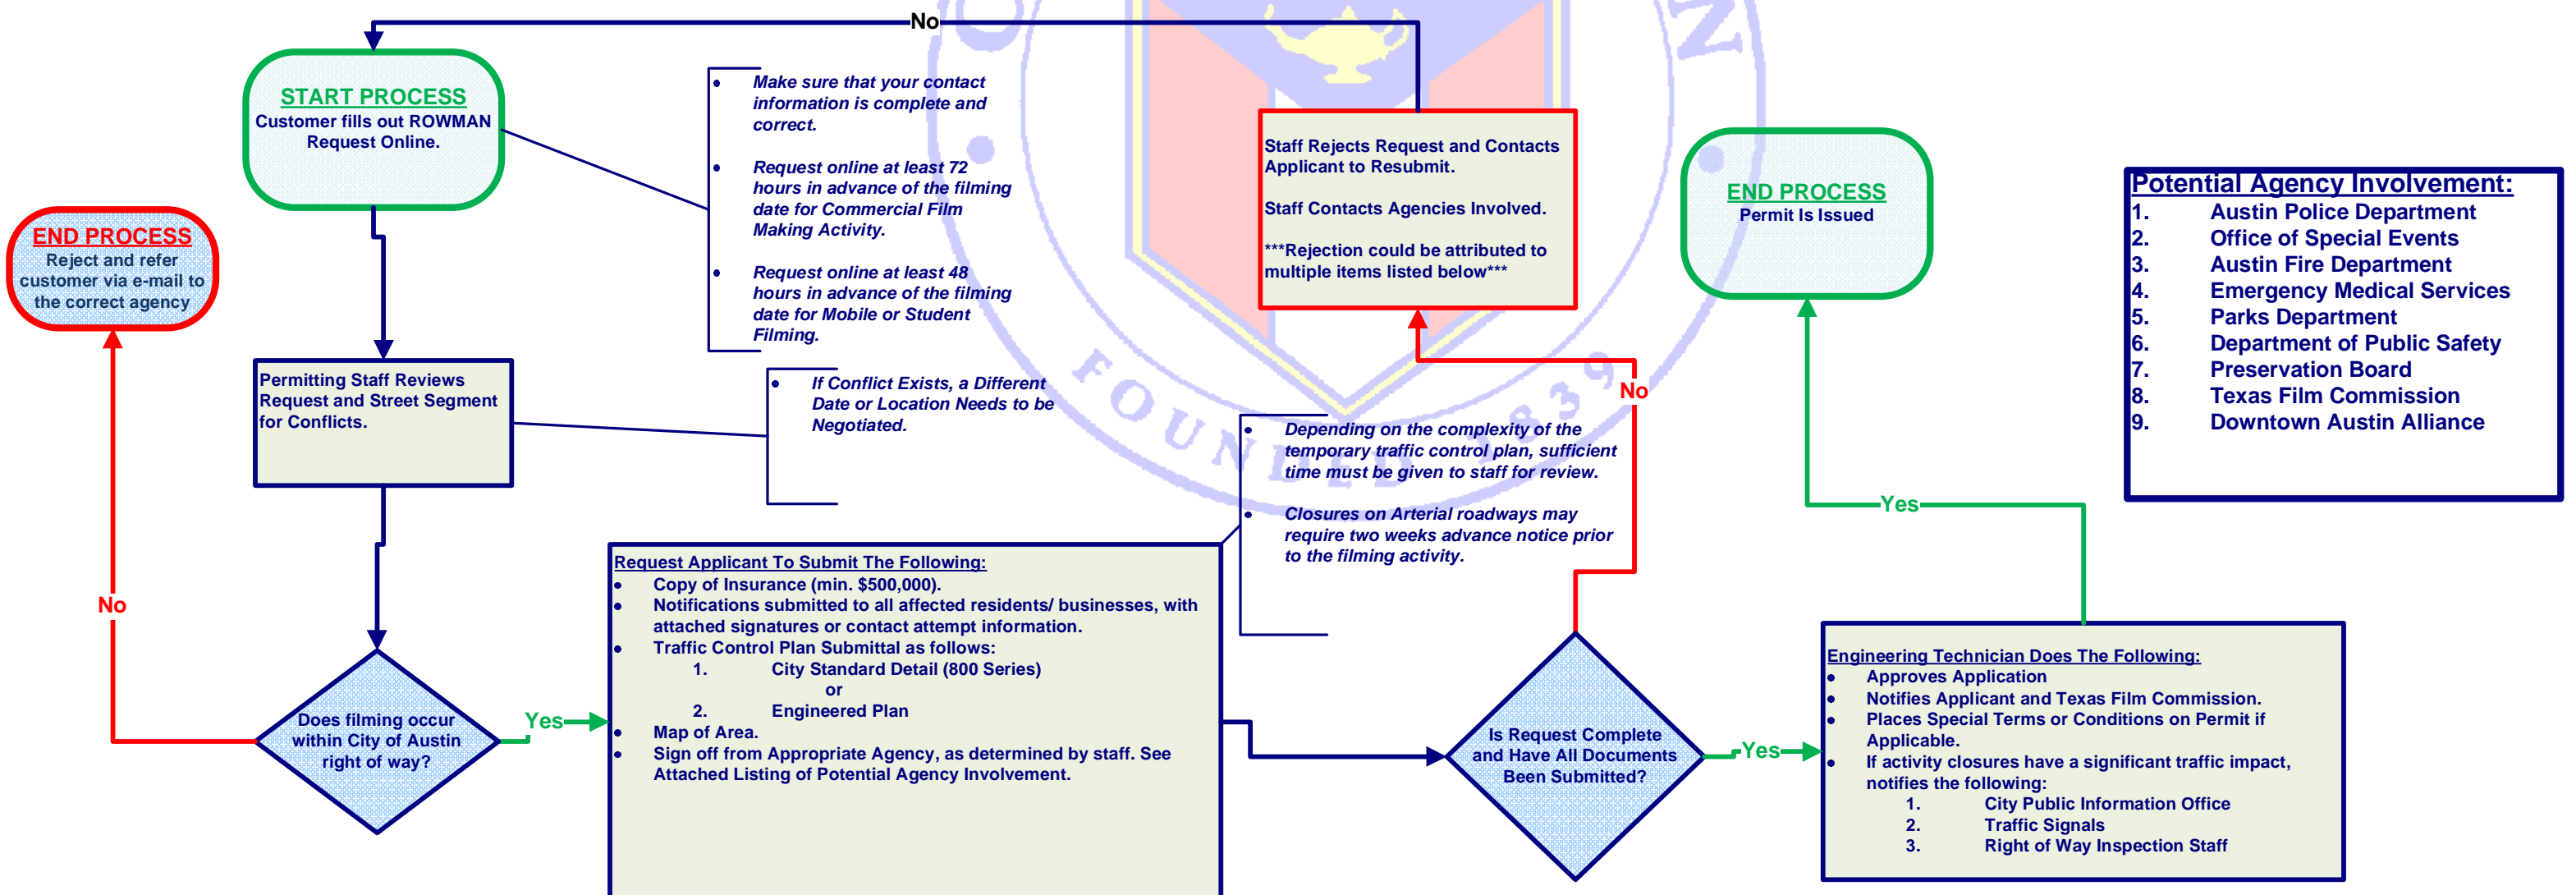 No
START PROCESS
Customer fills out ROWMAN
Request Online.
• Make sure that your contact
information is complete and
correct.
• Request online at least 72
hours in advance of the filming
date for Commercial Film
Making Activity.
• Request online at least 48
hours in advance of the filming
date for Mobile or Student
Filming.
Staff Rejects Request and Contacts
Applicant to Resubmit.
Staff Contacts Agencies Involved.
***Rejection could be attributed to
multiple items listed below***
END PROCESS
Permit Is Issued
Potential Agency Involvement:
1. Austin Police Department
2. Office of Special Events
3. Austin Fire Department
4. Emergency Medical Services
5. Parks Department
6. Department of Public Safety
7. Preservation Board
8. Texas Film Commission
9. Downtown Austin Alliance
END PROCESS
Reject and refer
customer via e-mail to
the correct agency
Permitting Staff Reviews
Request and Street Segment
for Conflicts.
• If Conflict Exists, a Different
Date or Location Needs to be
Negotiated.
No
• Depending on the complexity of the
temporary traffic control plan, sufficient
time must be given to staff for review.
• Closures on Arterial roadways may
require two weeks advance notice prior
to the filming activity.
Yes
No
Does filming occur
within City of Austin
right of way?
Yes
Request Applicant To Submit The Following:
• Copy of Insurance (min. $500,000).
• Notifications submitted to all affected residents/ businesses, with
attached signatures or contact attempt information.
• Traffic Control Plan Submittal as follows:
1. City Standard Detail (800 Series)
or
2. Engineered Plan
• Map of Area.
• Sign off from Appropriate Agency, as determined by staff. See
Attached Listing of Potential Agency Involvement.
Is Request Complete
and Have All Documents
Been Submitted?
Yes
Engineering Technician Does The Following:
• Approves Application
• Notifies Applicant and Texas Film Commission.
• Places Special Terms or Conditions on Permit if
Applicable.
• If activity closures have a significant traffic impact,
notifies the following:
1. City Public Information Office
2. Traffic Signals
3. Right of Way Inspection Staff
FOUNDED 1839